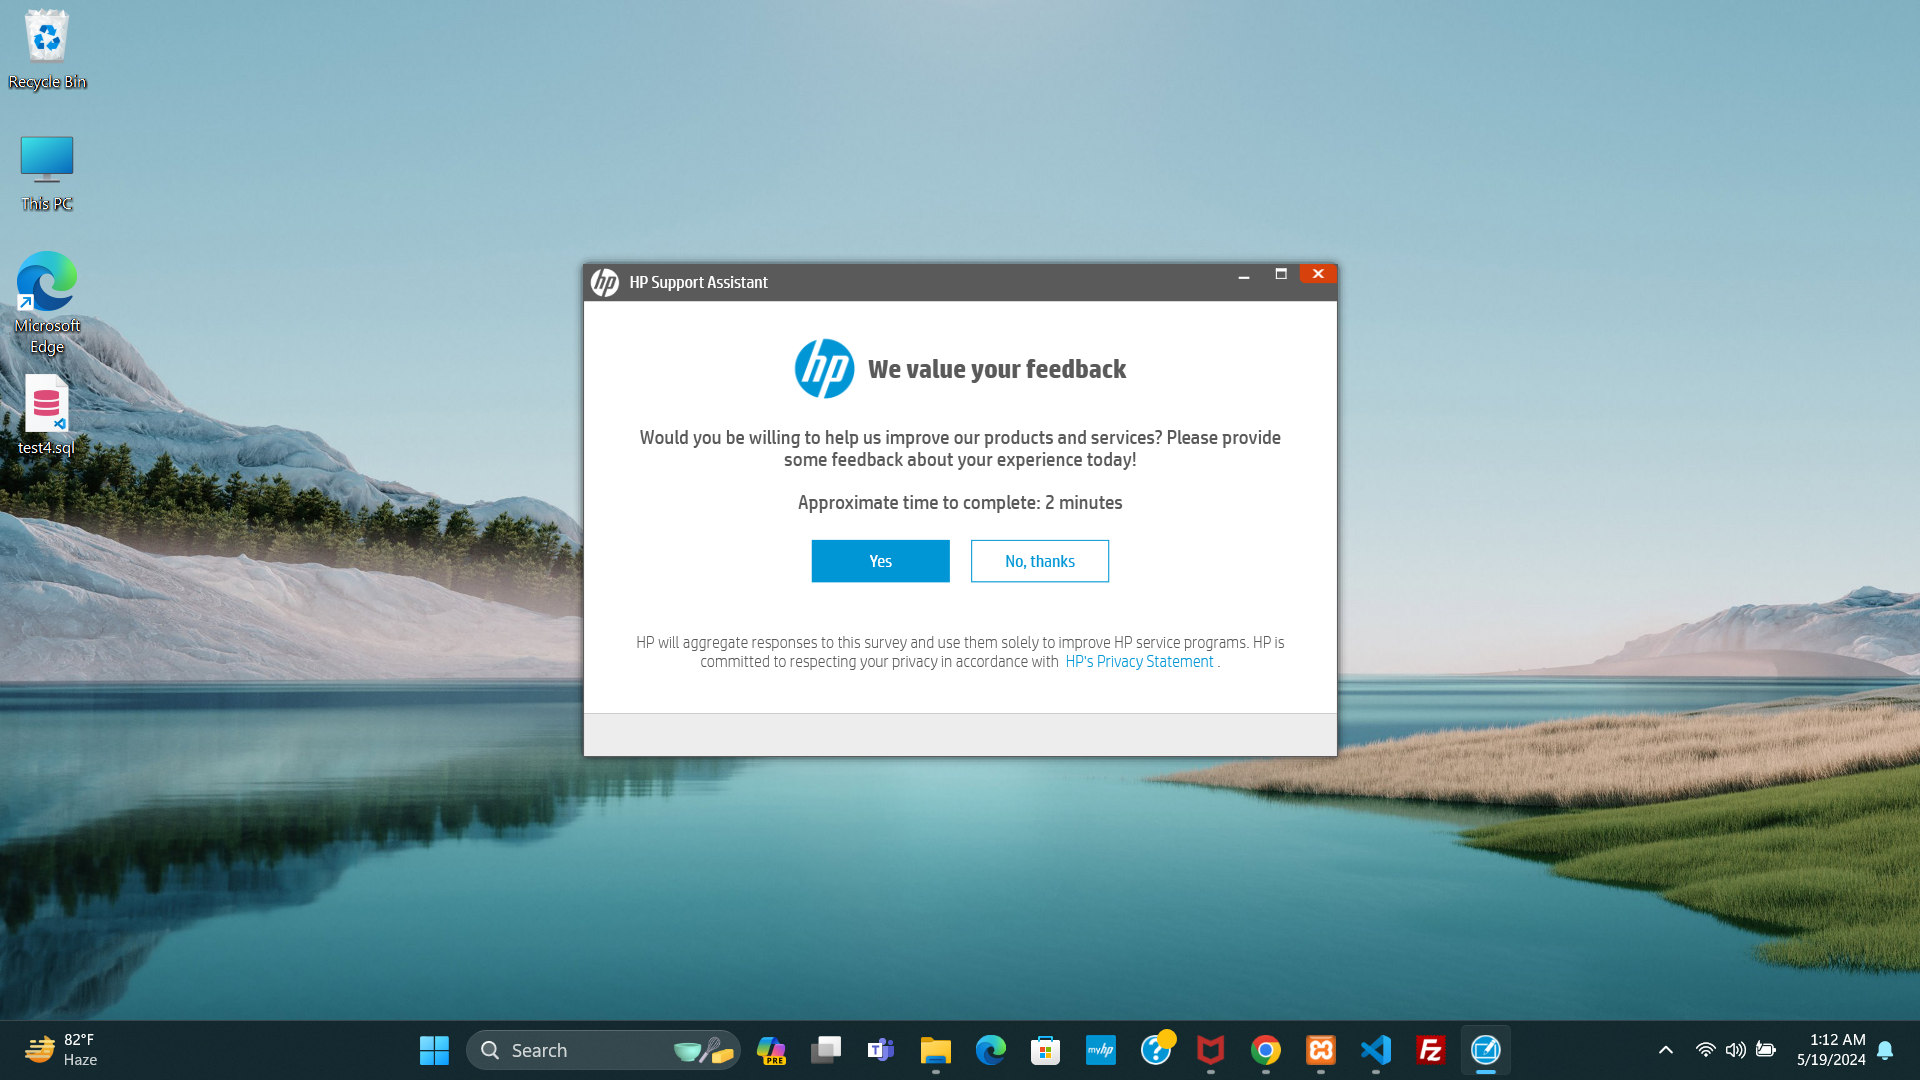 Recycle Bin
This PC
Microsoft
Edge
test4.sql
hp HP Support Assistant
hp We value your feedback
Would you be willing to help us improve our products and services? Please provide
some feedback about your experience today!
Approximate time to complete: 2 minutes
Yes No, thanks
HP will aggregate responses to this survey and use them solely to improve HP service programs. HP is
committed to respecting your privacy in accordance with HP's Privacy Statement .
82°F
Haze
Search
PRE
T
myhp
?
Fz
1:12 AM
5/19/2024